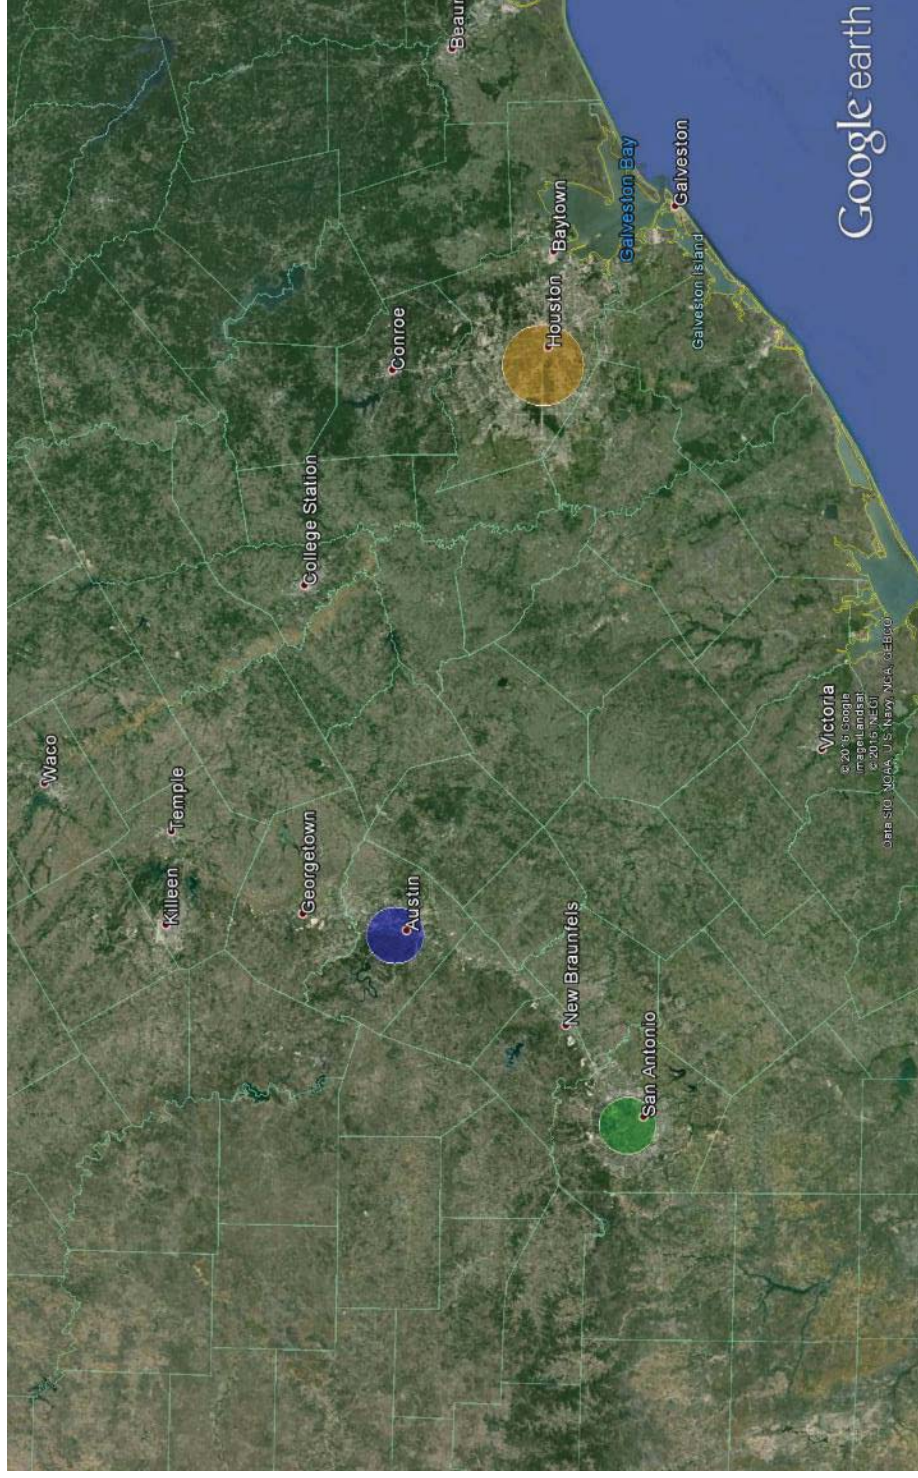 Waco
Killeen
Temple
Georgetown
College Station
Austin
Conroe
Beaur
New Braunfels
Houston
Baytown
San Antonio
Galveston Bay
Galveston
Galveston Island
Victoria
© 2016 Google
Image Landsat
© 2016 INEGI
Data SIO, NOAA, U.S. Navy, NGA, GEBCO
Google earth